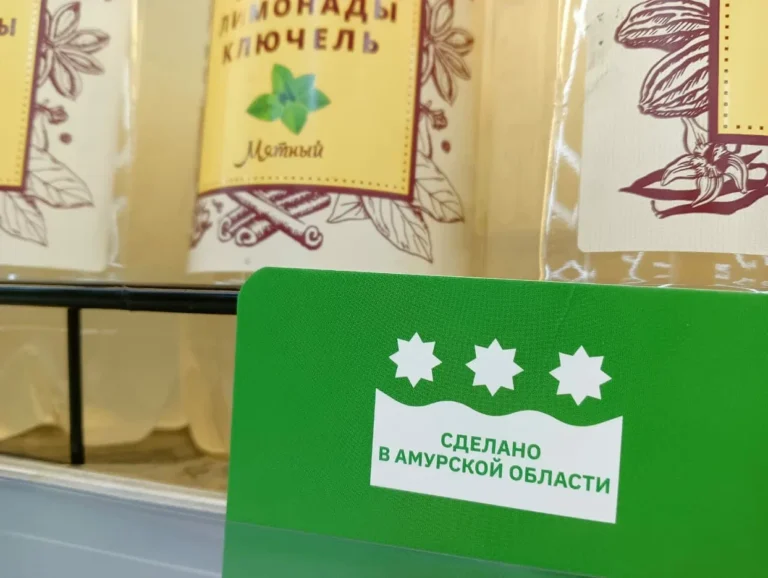 ЛИМОНАДЫ
КЛЮЧЕЛЬ
Мятный
СДЕЛАНО
В АМУРСКОЙ ОБЛАСТИ